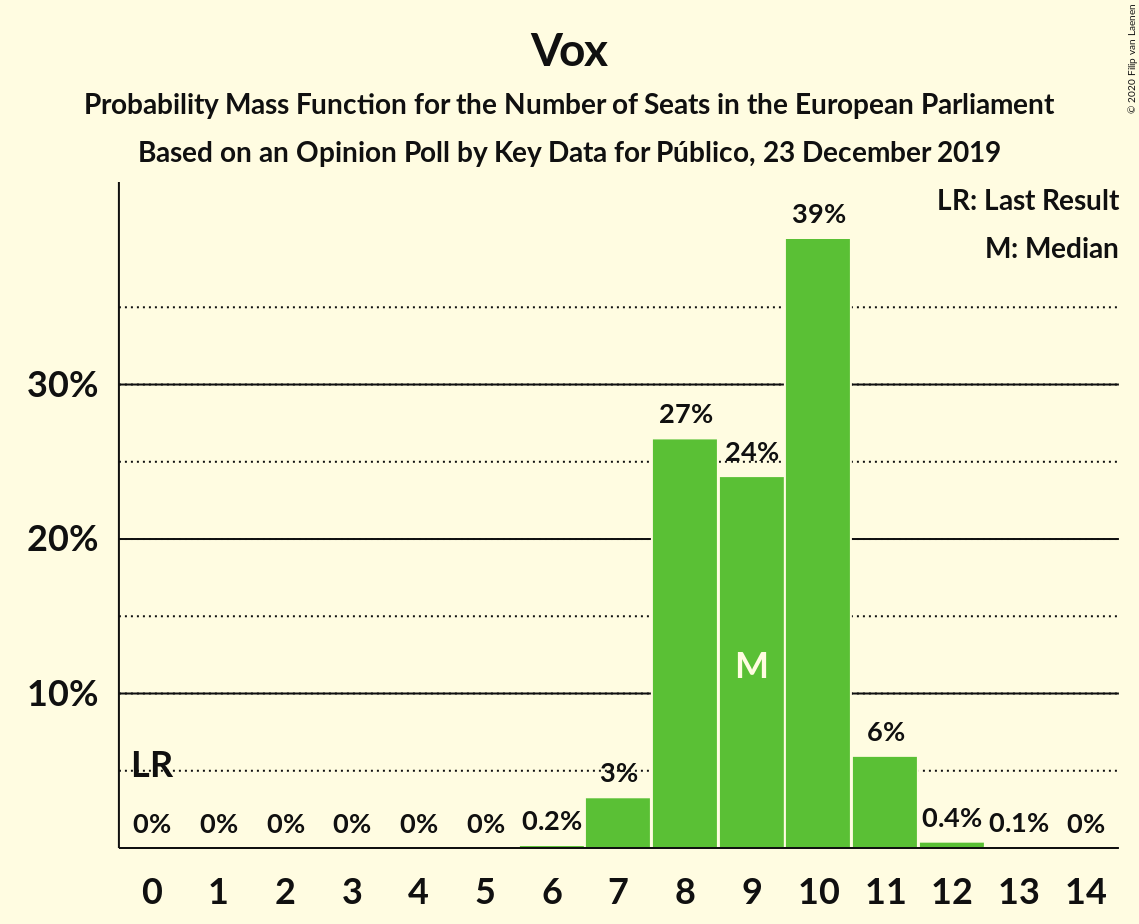 Vox
Probability Mass Function for the Number of Seats in the European Parliament
Based on an Opinion Poll by Key Data for Público, 23 December 2019
© 2020 Filip van Laenen
LR: Last Result
M: Median
39%
30%
27%
24%
20%
M
10%
6%
LR
3%
0% 0% 0% 0% 0% 0% 0.2% 0.4% 0.1% 0%
0 1 2 3 4 5 6 7 8 9 10 11 12 13 14